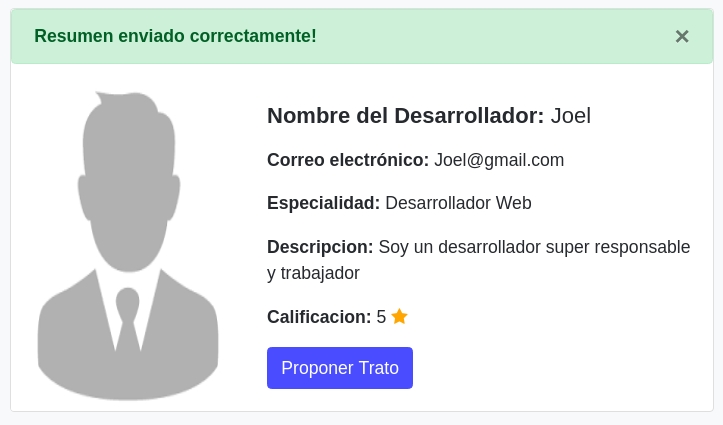 Resumen enviado correctamente!
×
Nombre del Desarrollador: Joel
Correo electrónico: Joel@gmail.com
Especialidad: Desarrollador Web
Descripcion: Soy un desarrollador super responsable
y trabajador
Calificacion: 5
Proponer Trato